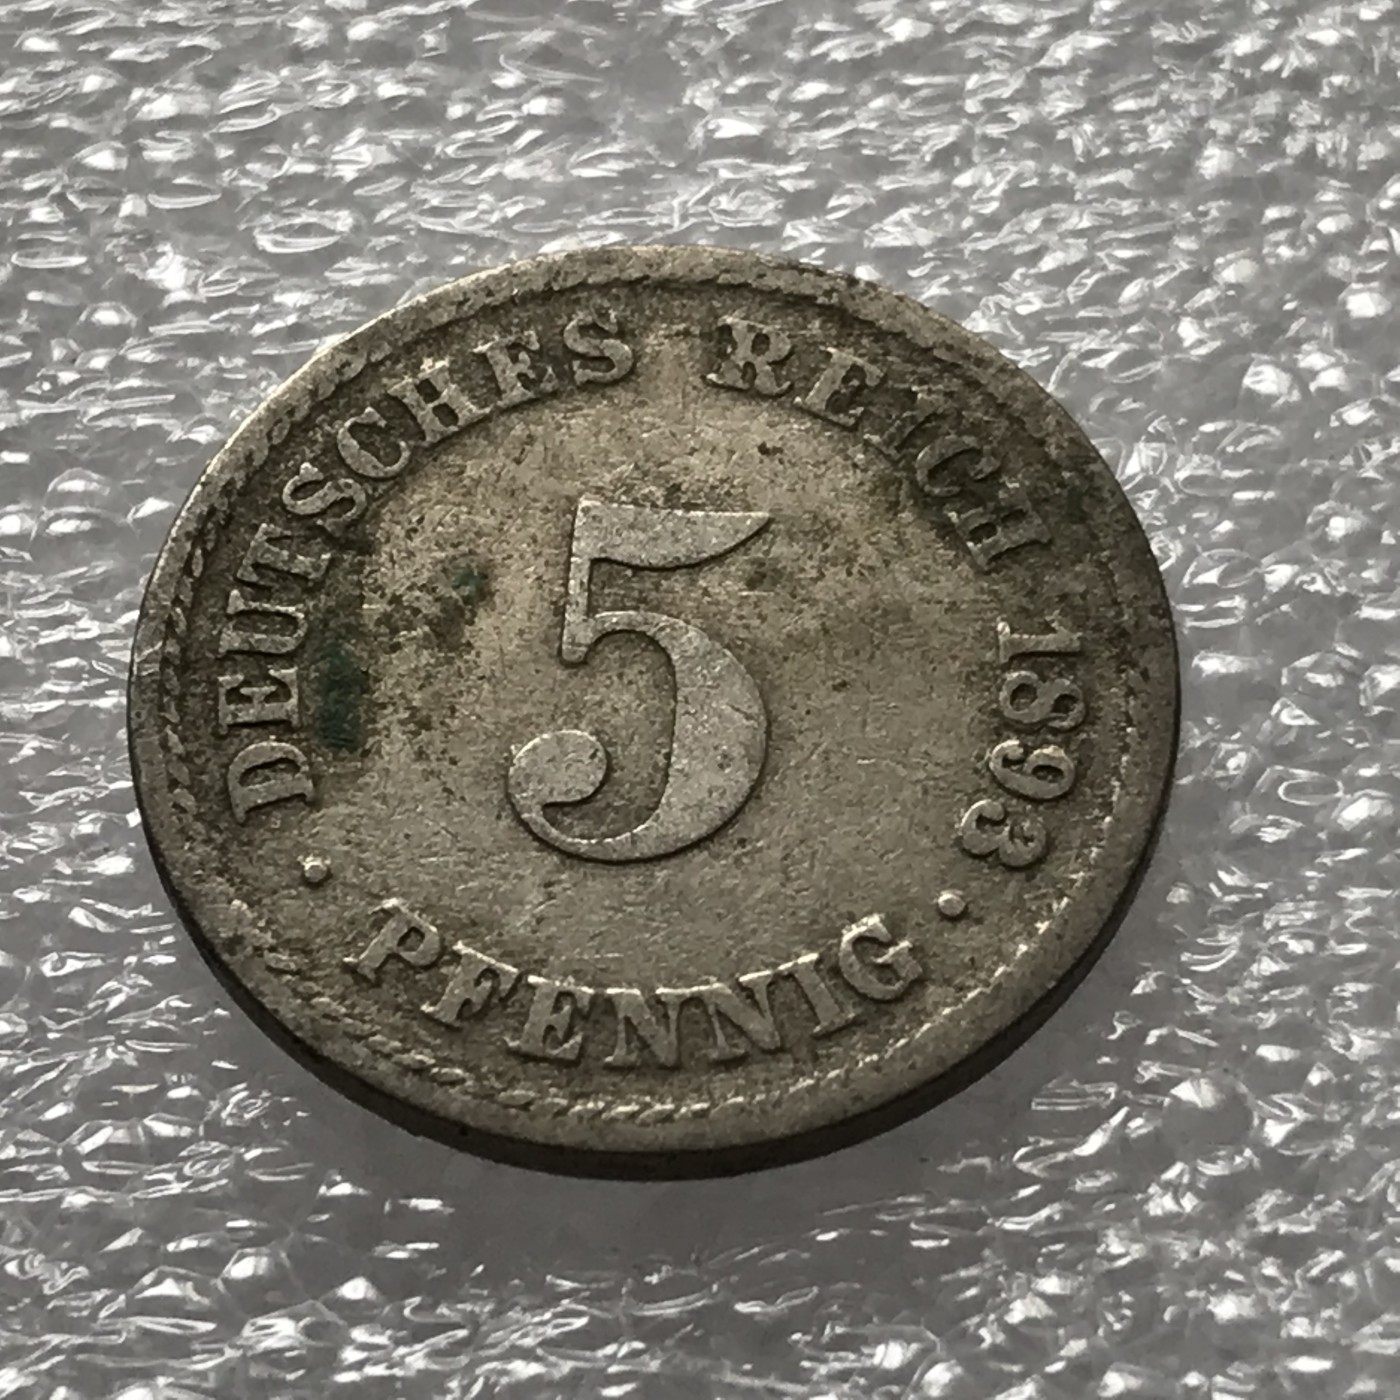 DEUTSCHES REICH 1893
5
· PFENNIG ·